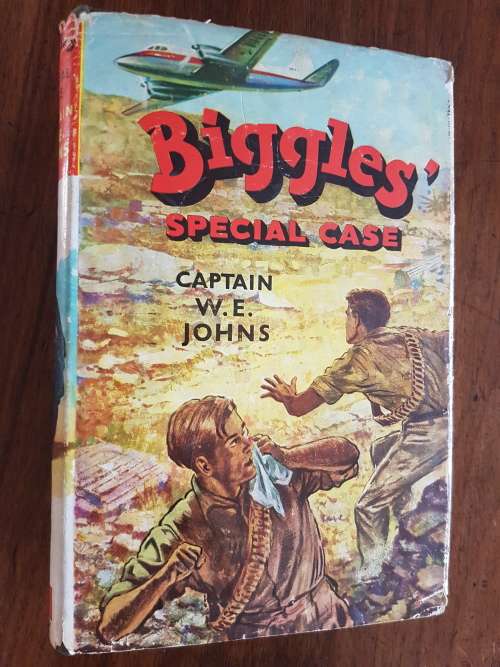 Biggles'
SPECIAL CASE
CAPTAIN
W.E.
JOHNS